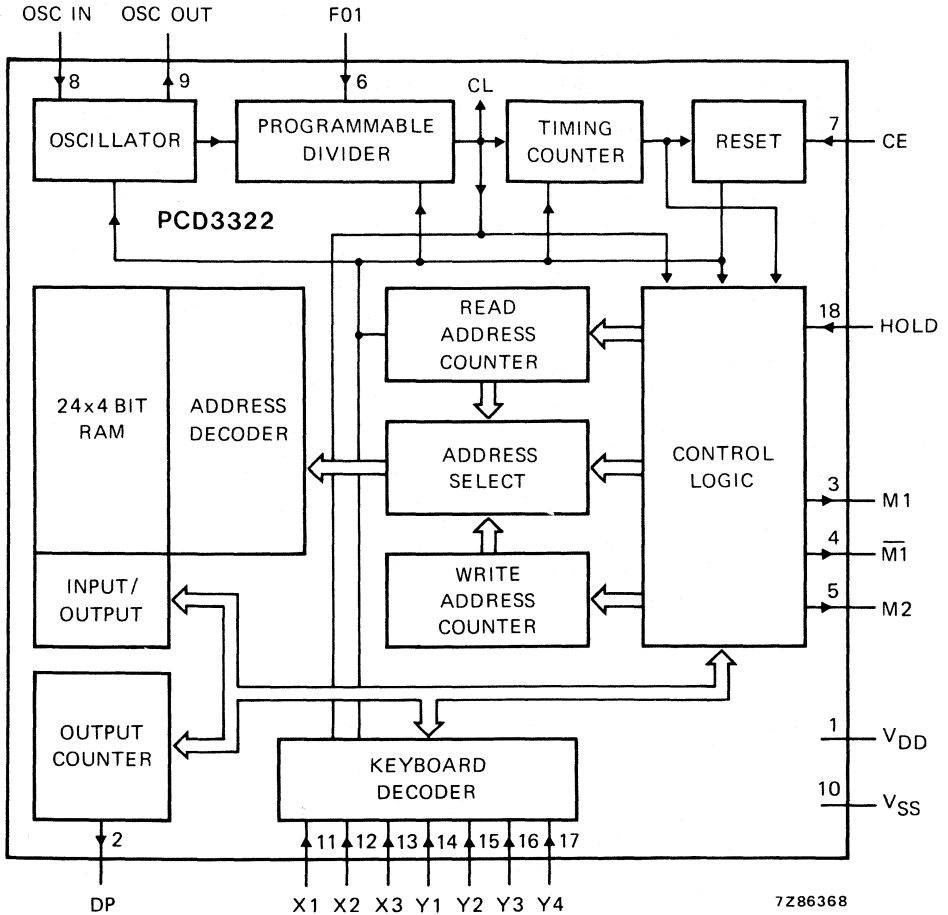 OSC IN OSC OUT F01
8 9 6
CL
OSCILLATOR
PROGRAMMABLE
DIVIDER
TIMING
COUNTER
RESET
7 CE
PCD3322
24x4 BIT
RAM
ADDRESS
DECODER
READ
ADDRESS
COUNTER
18 HOLD
ADDRESS
SELECT
CONTROL
LOGIC
3 M1
4 M̅1̅
5 M2
INPUT/
OUTPUT
WRITE
ADDRESS
COUNTER
OUTPUT
COUNTER
KEYBOARD
DECODER
1 VDD
10 VSS
2 11 12 13 14 15 16 17
DP X1 X2 X3 Y1 Y2 Y3 Y4
7Z86368